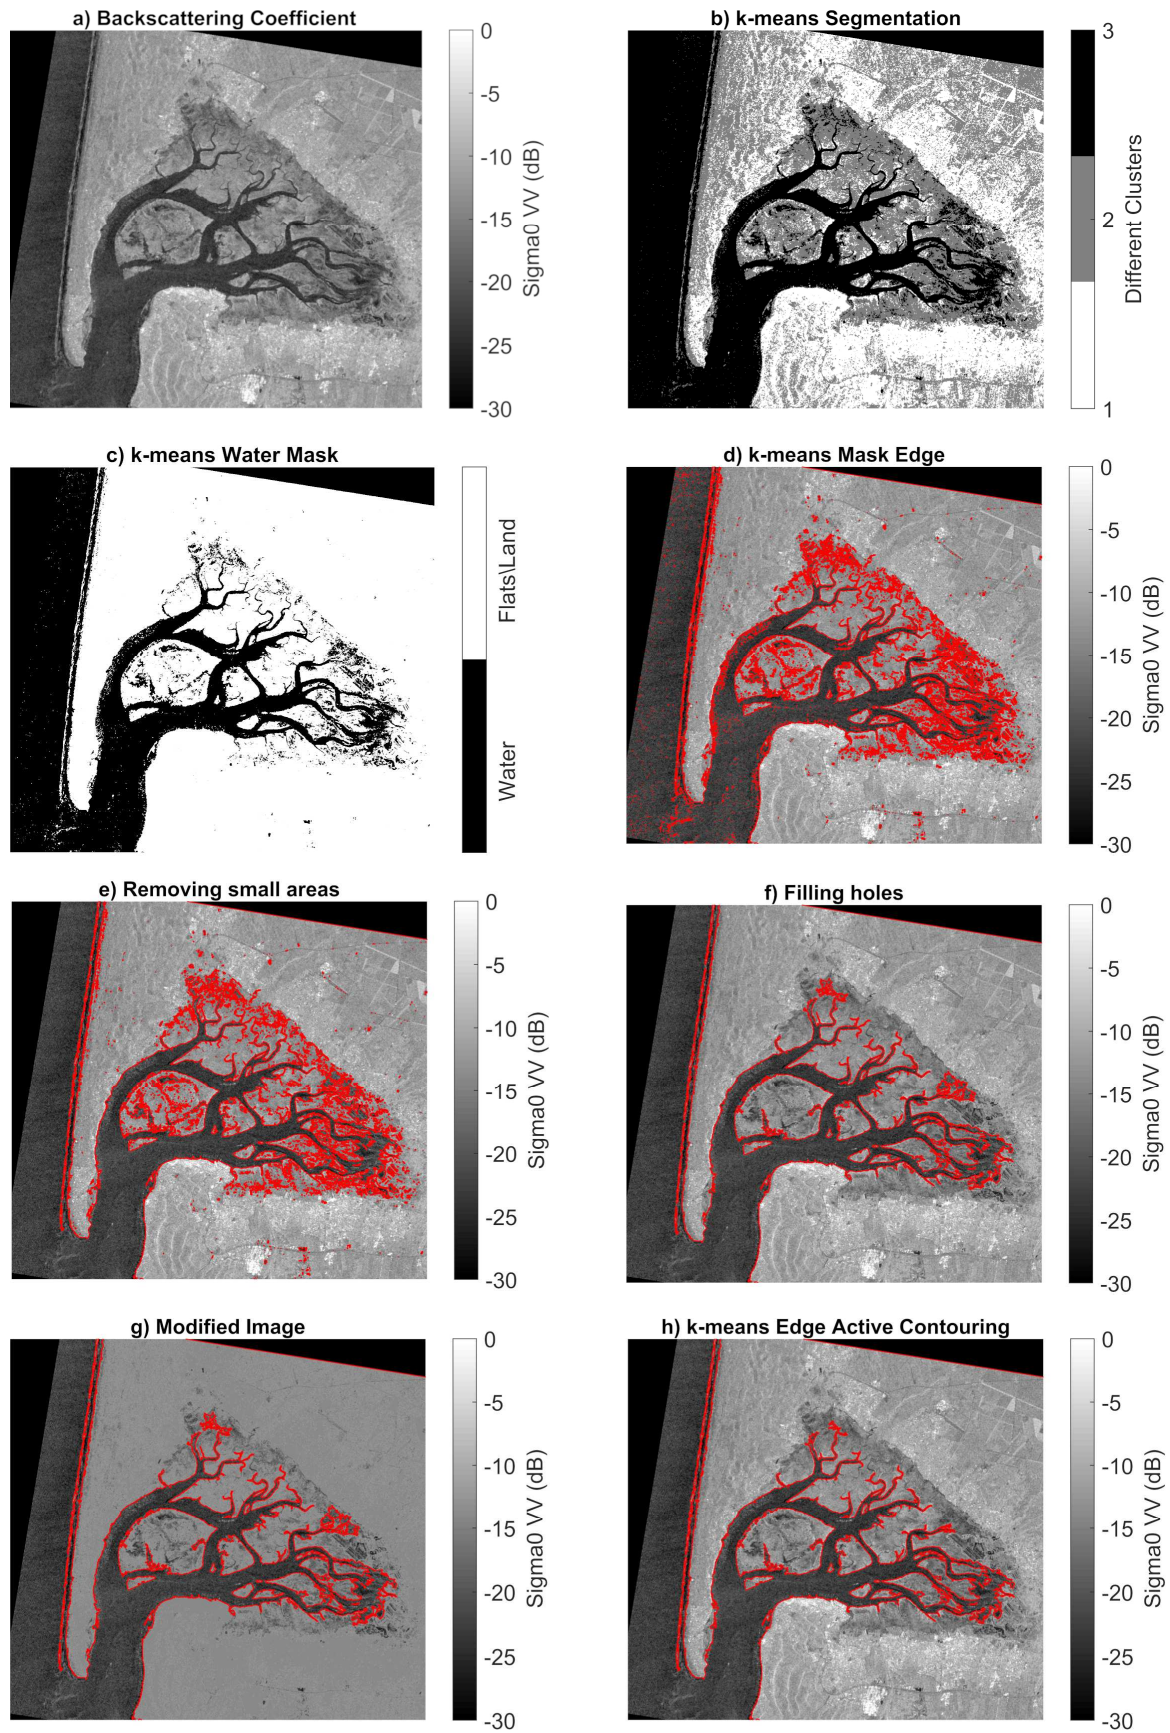 a) Backscattering Coefficient
0
-5
-10
-15
-20
-25
-30
Sigma0 VV (dB)
b) k-means Segmentation
3
2
1
Different Clusters
c) k-means Water Mask
Flats\Land
Water
d) k-means Mask Edge
0
-5
-10
-15
-20
-25
-30
Sigma0 VV (dB)
e) Removing small areas
0
-5
-10
-15
-20
-25
-30
Sigma0 VV (dB)
f) Filling holes
0
-5
-10
-15
-20
-25
-30
Sigma0 VV (dB)
g) Modified Image
0
-5
-10
-15
-20
-25
-30
Sigma0 VV (dB)
h) k-means Edge Active Contouring
0
-5
-10
-15
-20
-25
-30
Sigma0 VV (dB)